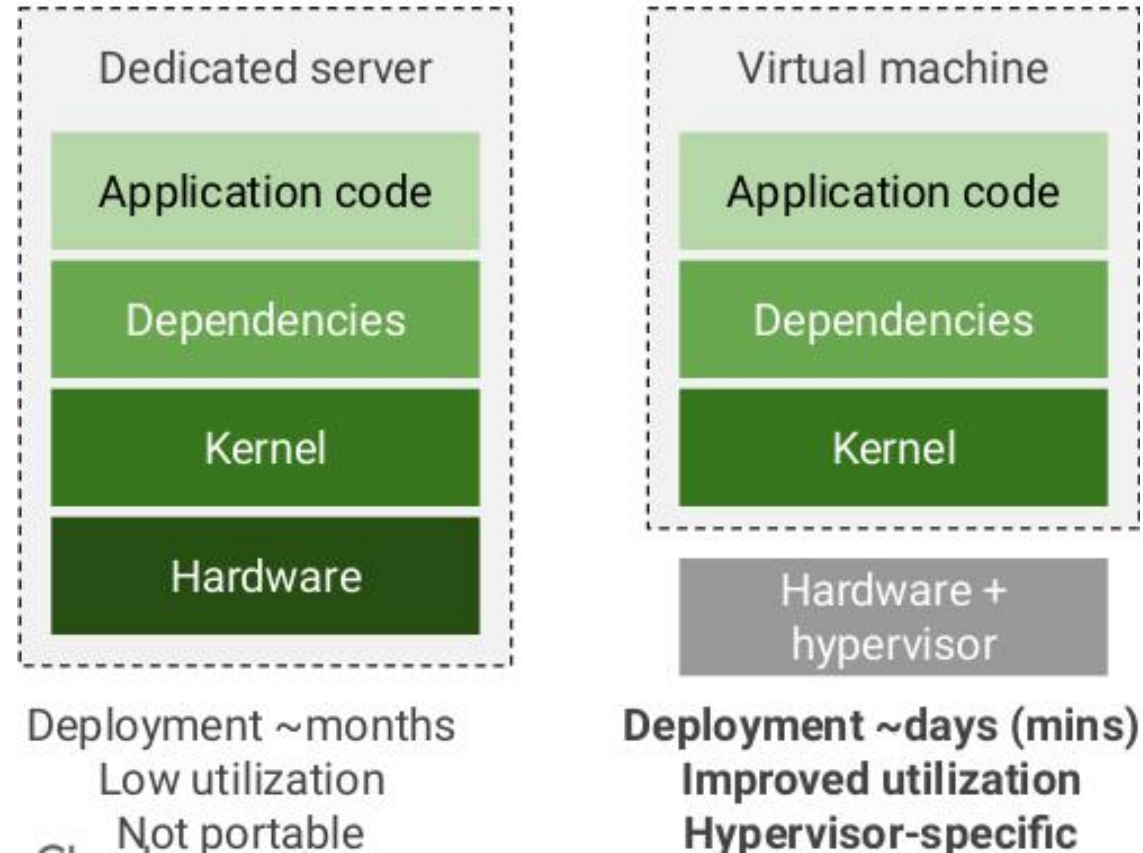 Dedicated server
Application code
Dependencies
Kernel
Hardware
Deployment ~months
Low utilization
Not portable
Virtual machine
Application code
Dependencies
Kernel
Hardware +
hypervisor
Deployment ~days (mins)
Improved utilization
Hypervisor-specific